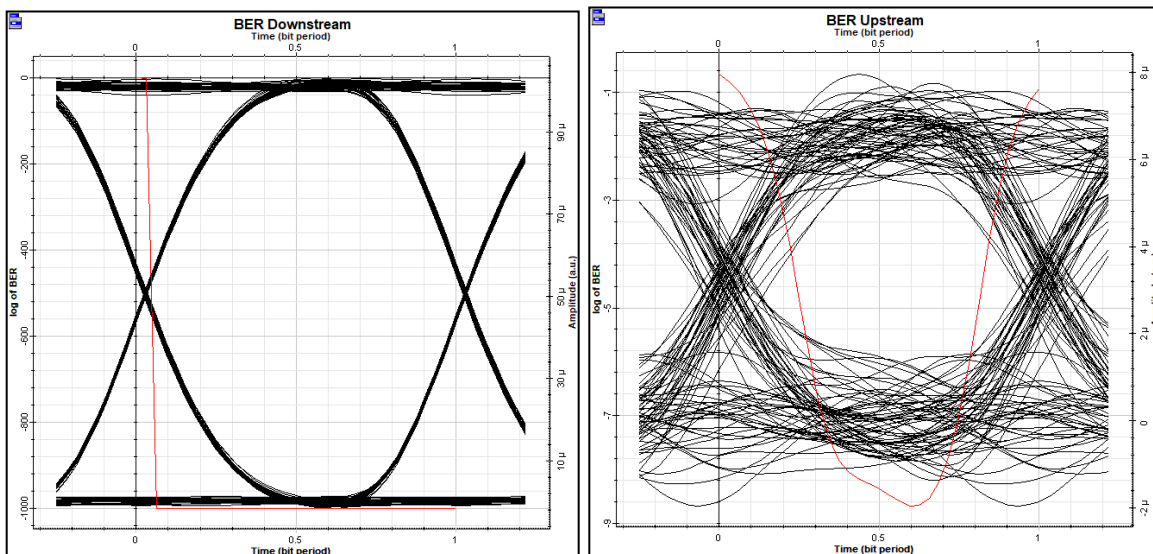 BER Downstream
Time (bit period)
0 0.5 1
0
-200
-400
-600
-800
-1000
log of BER
90 µ
70 µ
50 µ
30 µ
10 µ
Amplitude (a.u.)
0 0.5 1
Time (bit period)
BER Upstream
Time (bit period)
0 0.5 1
-1
-3
-5
-7
-9
log of BER
8 µ
6 µ
4 µ
2 µ
0
-2 µ
0 0.5 1
Time (bit period)